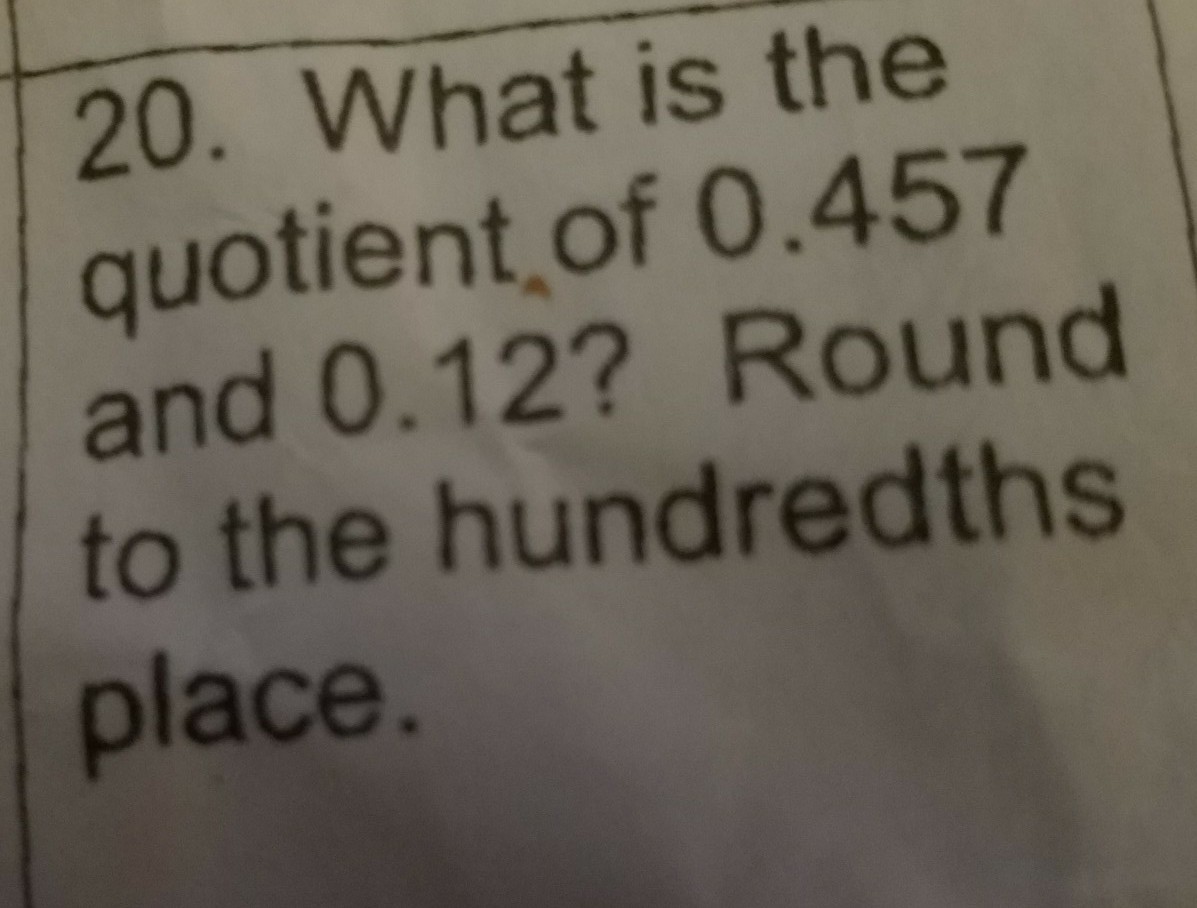 20. What is the
quotient of 0.457
and 0.12? Round
to the hundredths
place.